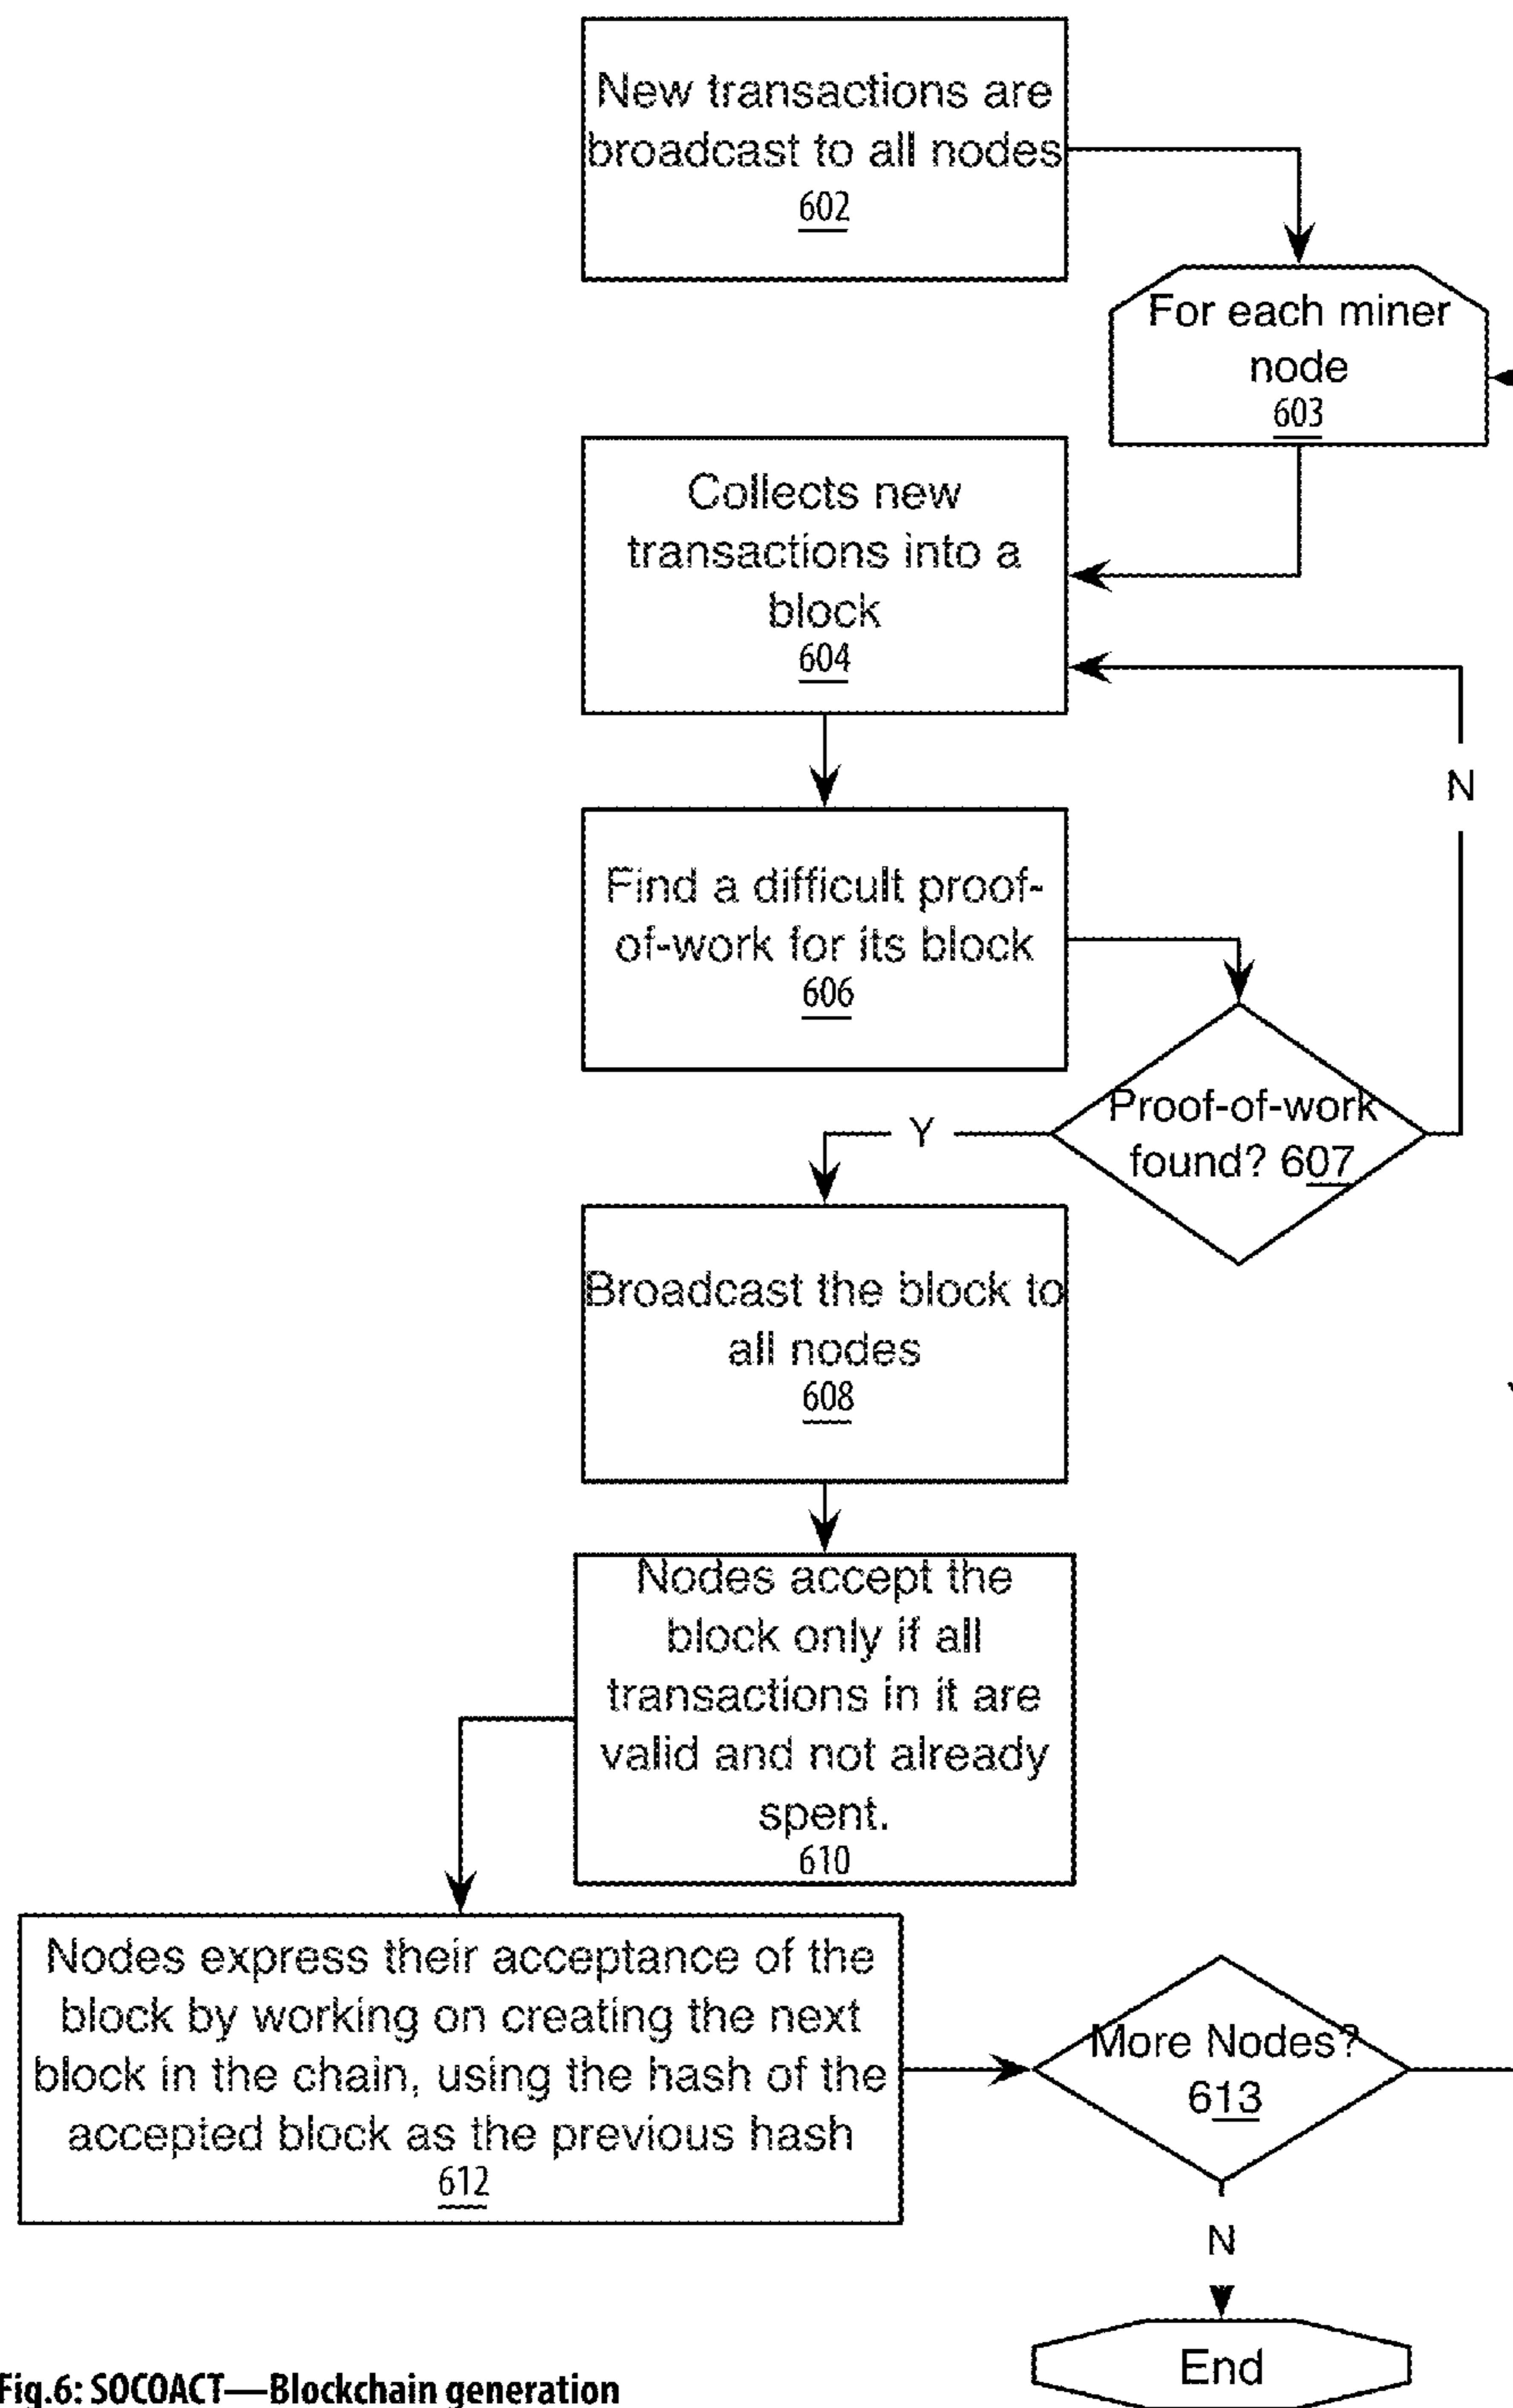 New transactions are
broadcast to all nodes
602
For each miner
node
603
Collects new
transactions into a
block
604
N
Find a difficult proof-
of-work for its block
606
Proof-of-work
found? 607
Y
Broadcast the block to
all nodes
608
Nodes accept the
block only if all
transactions in it are
valid and not already
spent.
610
Nodes express their acceptance of the
block by working on creating the next
block in the chain, using the hash of the
accepted block as the previous hash
612
More Nodes?
613
N
End
Fig.6: SOCOACT—Blockchain generation